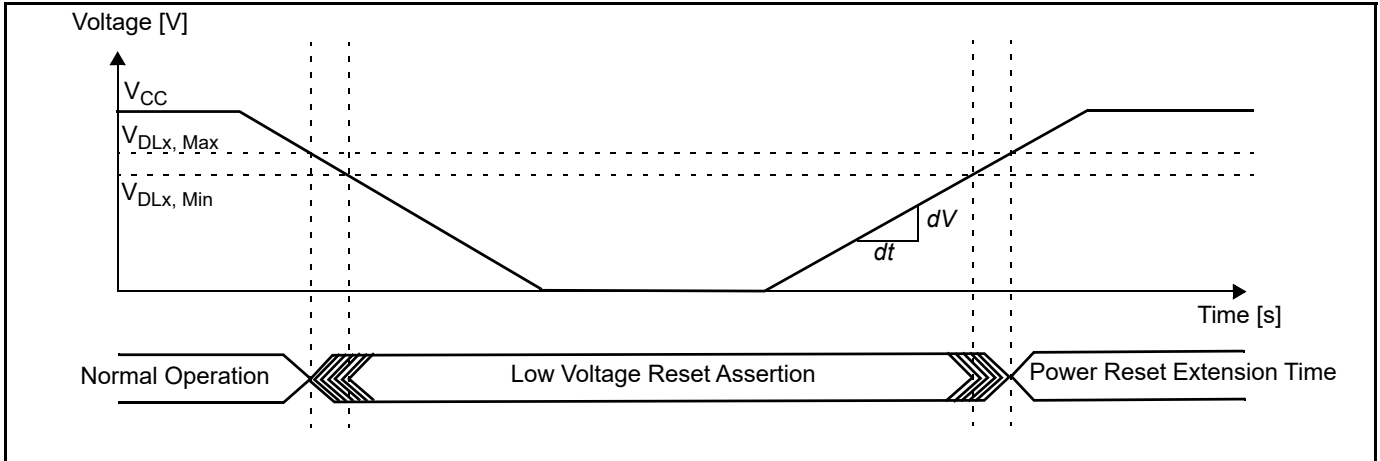 Voltage [V]
VCC
VDLx, Max
VDLx, Min
dV
dt
Time [s]
Normal Operation
Low Voltage Reset Assertion
Power Reset Extension Time